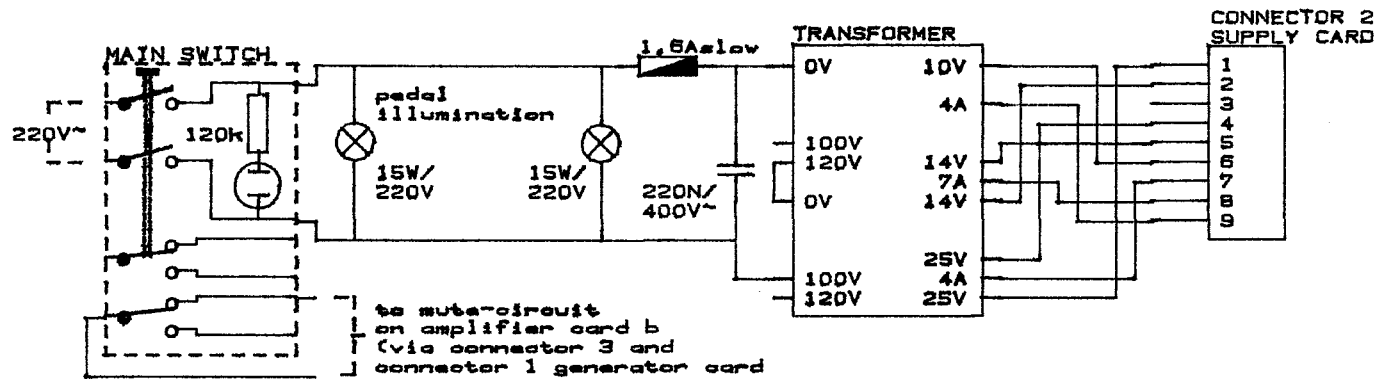 CONNECTOR 2
SUPPLY CARD
TRANSFORMER
MAIN SWITCH
1,6Aslow
0V
10V
1
2
3
4
5
6
7
8
9
4A
pedal
illumination
220V~
120k
100V
120V
14V
7A
14V
0V
15W/
220V
15W/
220V
220N/
400V~
25V
100V
4A
120V
25V
to mute-circuit
on amplifier card b
(via connector 3 and
connector 1 generator card